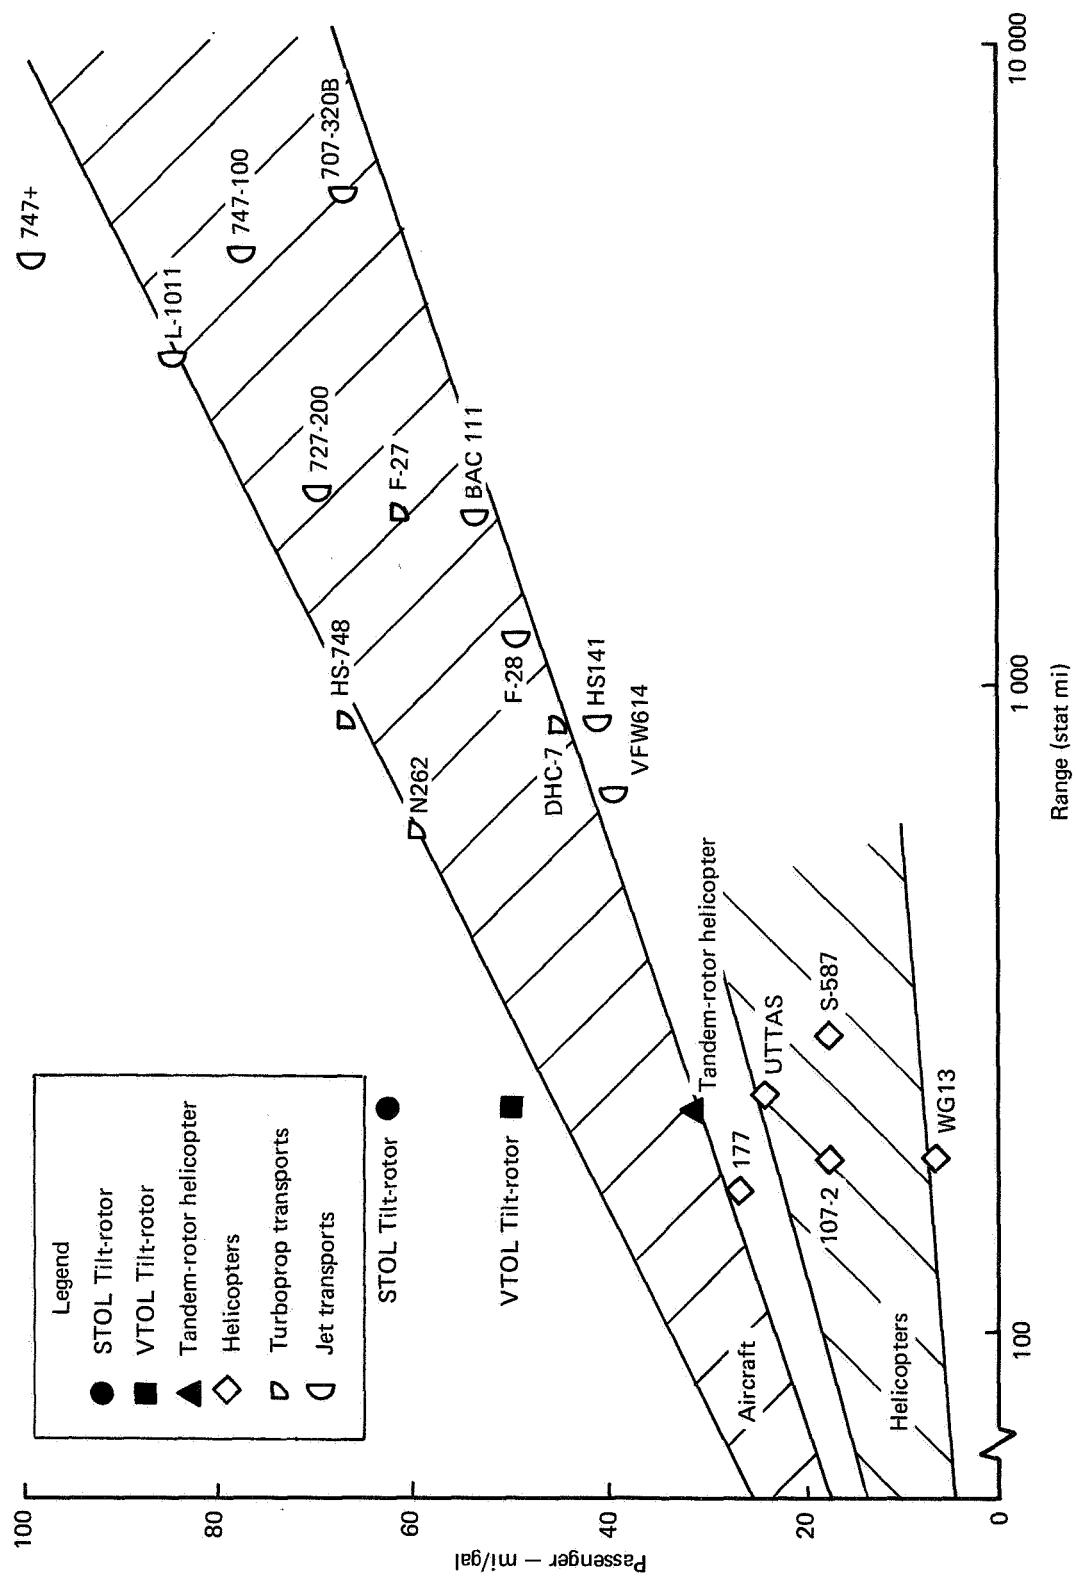 Legend
STOL Tilt-rotor
VTOL Tilt-rotor
Tandem-rotor helicopter
Helicopters
Turboprop transports
Jet transports
100
80
60
40
20
0
Passenger — mi/gal
747+
747-100
707-320B
L-1011
727-200
F-27
BAC 111
HS-748
F-28
HS141
N262
DHC-7
VFW614
STOL Tilt-rotor
VTOL Tilt-rotor
Tandem-rotor helicopter
177
UTTAS
S-587
107-2
WG13
Aircraft
Helicopters
100
1 000
10 000
Range (stat mi)